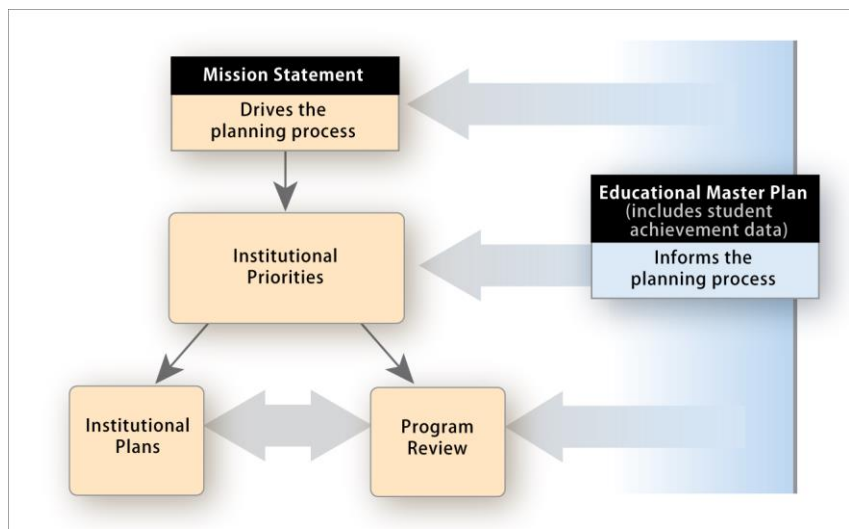 Mission Statement
Drives the
planning process
Educational Master Plan
(includes student
achievement data)
Informs the
planning process
Institutional
Priorities
Institutional
Plans
Program
Review